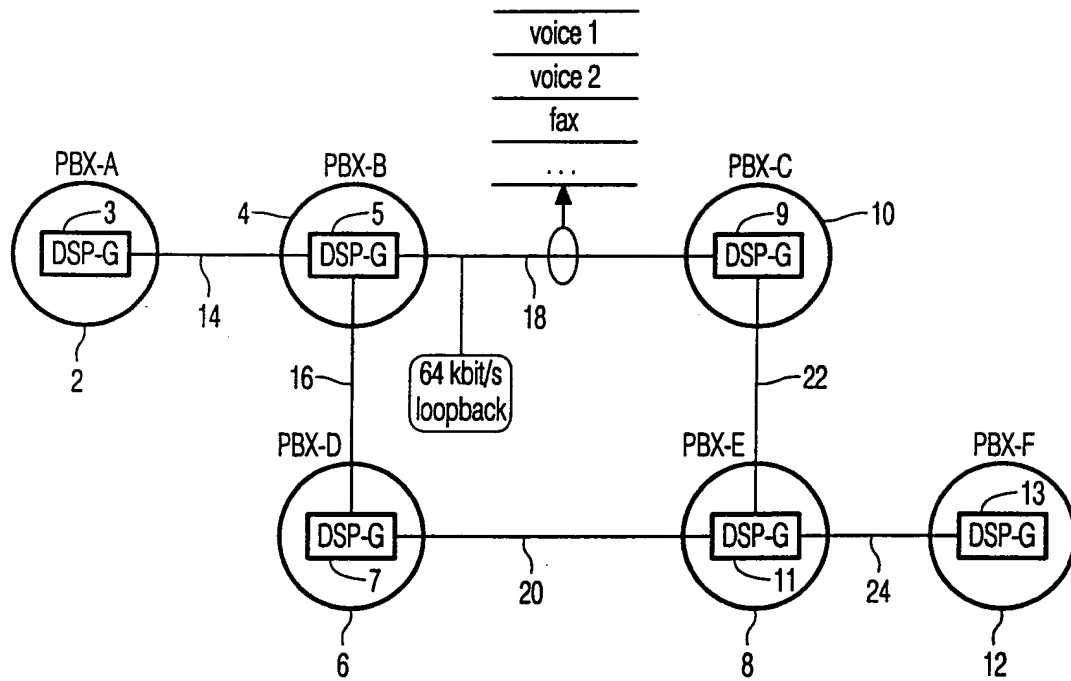 voice 1
voice 2
fax
...
PBX-A
PBX-B
PBX-C
3
4
5
9
10
DSP-G
DSP-G
DSP-G
14
18
2
16
64 kbit/s
loopback
22
PBX-D
PBX-E
PBX-F
13
DSP-G
DSP-G
DSP-G
7
20
11
24
6
8
12